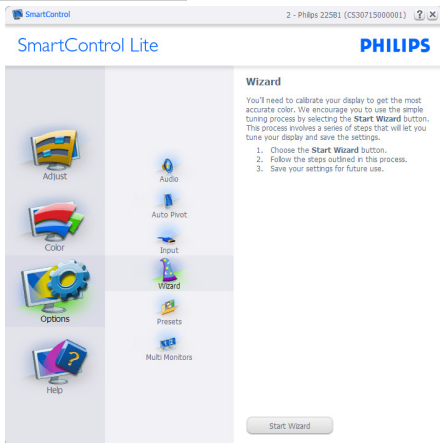 SmartControl
2 - Philips 225B1 (CS30715000001)
?
X
SmartControl Lite
PHILIPS
Adjust
Color
Options
Help
Audio
Auto Pivot
Input
Wizard
Presets
Multi Monitors
Wizard
You'll need to calibrate your display to get the most
accurate color. We encourage you to use the simple
tuning process by selecting the Start Wizard button.
This process involves a series of steps that will let you
tune your display and save the settings.
1. Choose the Start Wizard button.
2. Follow the steps outlined in this process.
3. Save your settings for future use.
Start Wizard